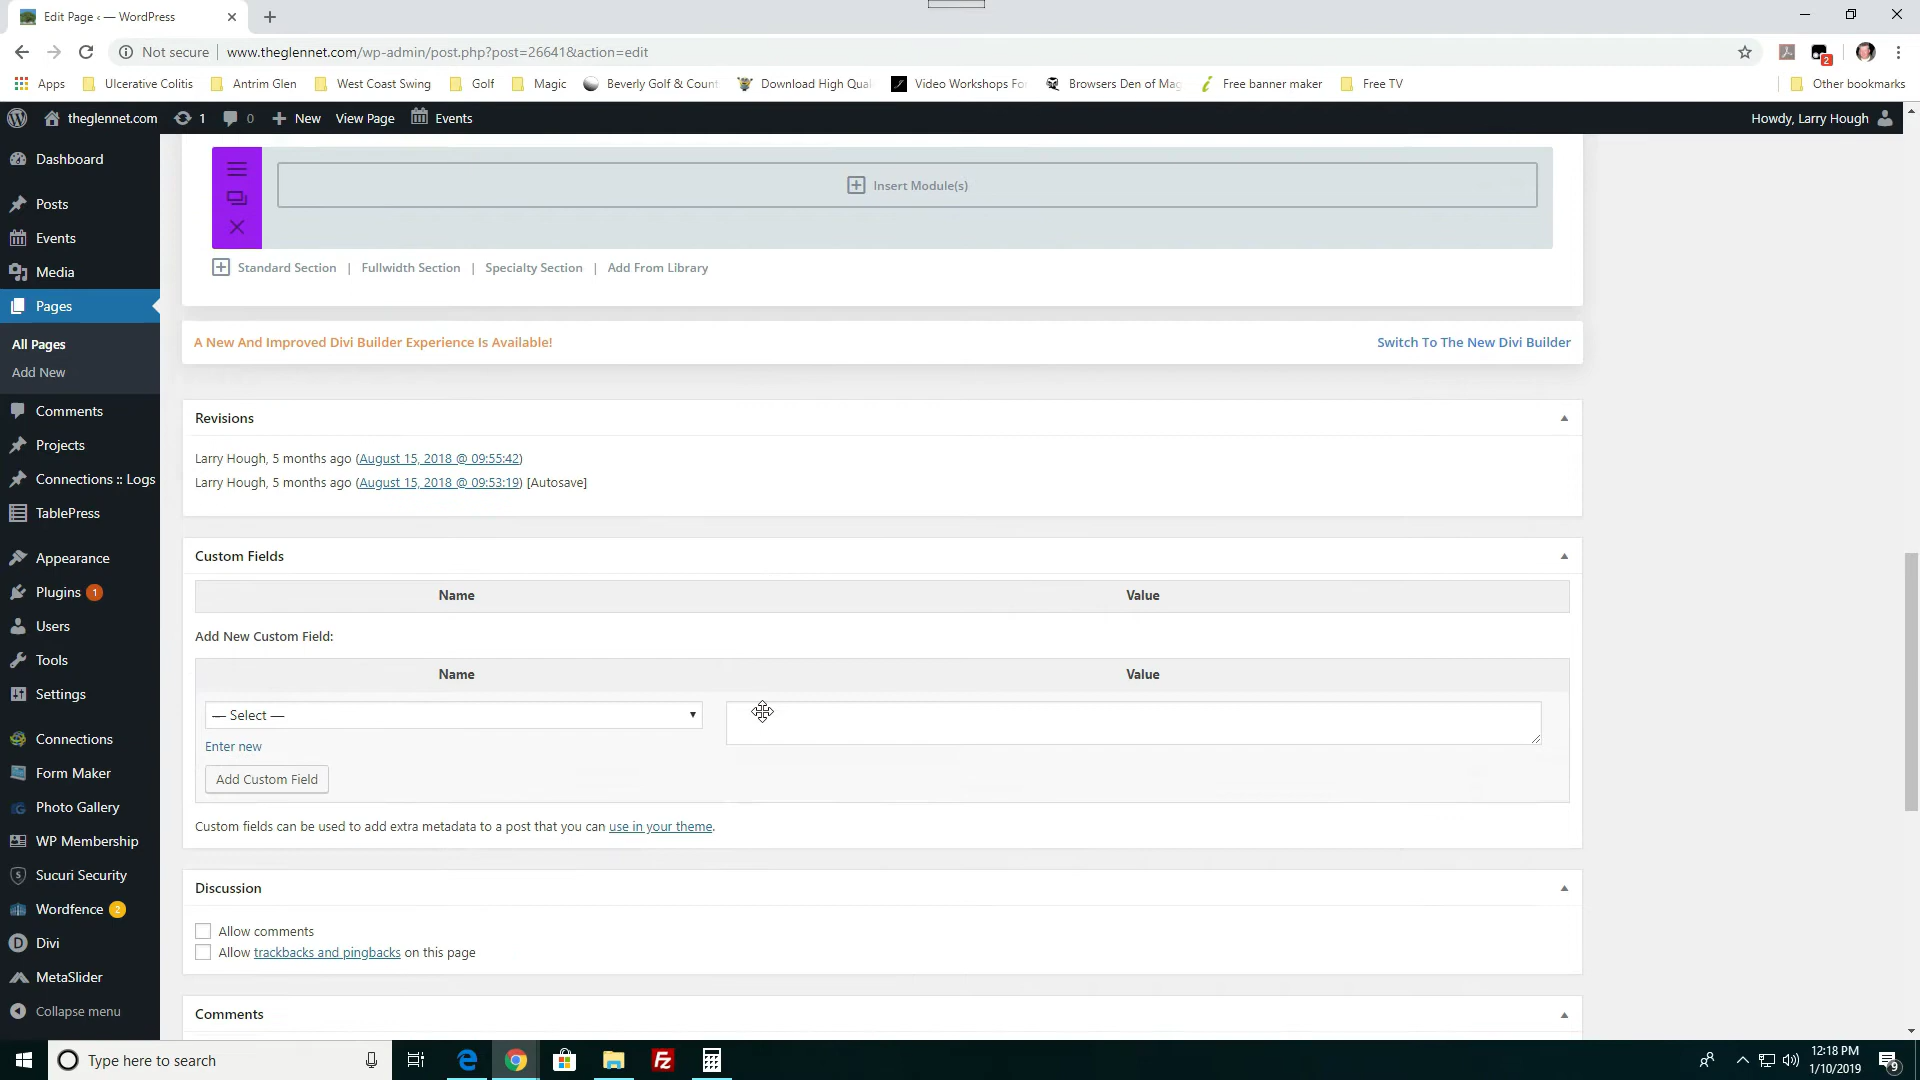 Edit Page ‹ — WordPress
Not secure | www.theglennet.com/wp-admin/post.php?post=26641&action=edit
Apps Ulcerative Colitis Antrim Glen West Coast Swing Golf Magic Beverly Golf & Count Download High Qual Video Workshops Fo Browsers Den of Mag Free banner maker Free TV Other bookmarks
theglennet.com 1 0 New View Page Events Howdy, Larry Hough
Dashboard
Posts
Events
Media
Pages
All Pages
Add New
Comments
Projects
Connections :: Logs
TablePress
Appearance
Plugins 1
Users
Tools
Settings
Connections
Form Maker
Photo Gallery
WP Membership
Sucuri Security
Wordfence 2
Divi
MetaSlider
Collapse menu
Insert Module(s)
Standard Section | Fullwidth Section | Specialty Section | Add From Library
A New And Improved Divi Builder Experience Is Available! Switch To The New Divi Builder
Revisions
Larry Hough, 5 months ago (August 15, 2018 @ 09:55:42)
Larry Hough, 5 months ago (August 15, 2018 @ 09:53:19) [Autosave]
Custom Fields
Name Value
Add New Custom Field:
Name Value
— Select —
Enter new
Add Custom Field
Custom fields can be used to add extra metadata to a post that you can use in your theme.
Discussion
Allow comments
Allow trackbacks and pingbacks on this page
Comments
Type here to search
12:18 PM
1/10/2019
9